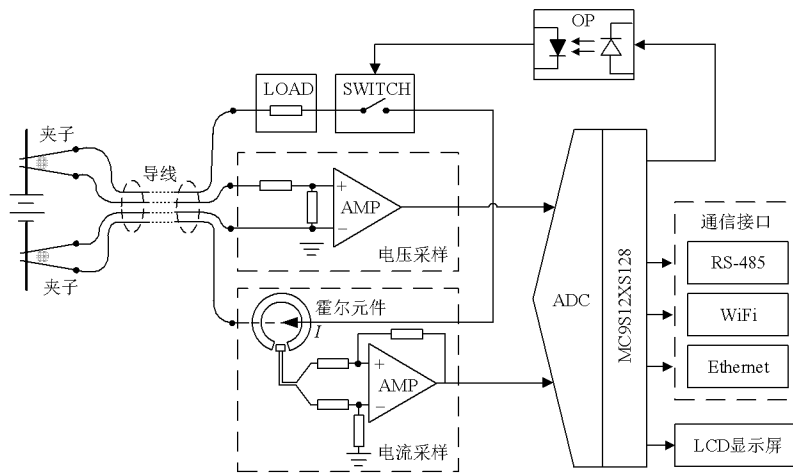 OP
LOAD
SWITCH
夹子
导线
+
AMP
−
电压采样
夹子
霍尔元件
I
+
AMP
−
电流采样
ADC
MC9S12XS128
通信接口
RS-485
WiFi
Ethernet
LCD显示屏